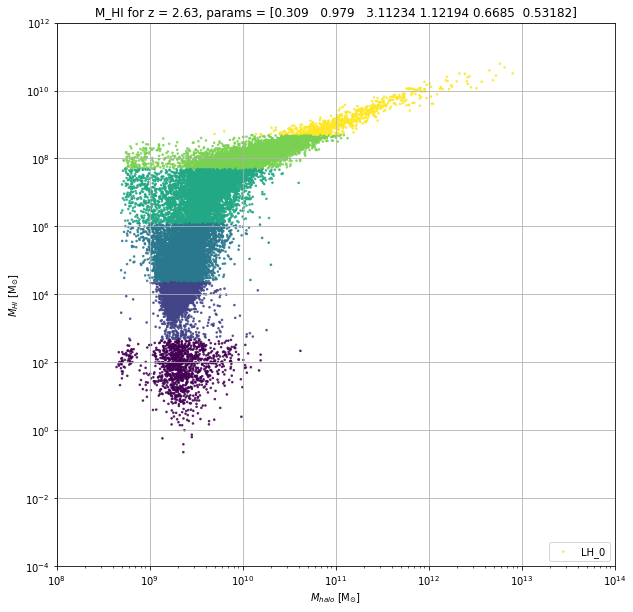 M_HI for z = 2.63, params = [0.309 0.979 3.11234 1.12194 0.6685 0.53182]
10¹²
10¹⁰
10⁸
10⁶
10⁴
10²
10⁰
10⁻²
10⁻⁴
M_HI [M⊙]
LH_0
10⁸ 10⁹ 10¹⁰ 10¹¹ 10¹² 10¹³ 10¹⁴
M_halo [M⊙]